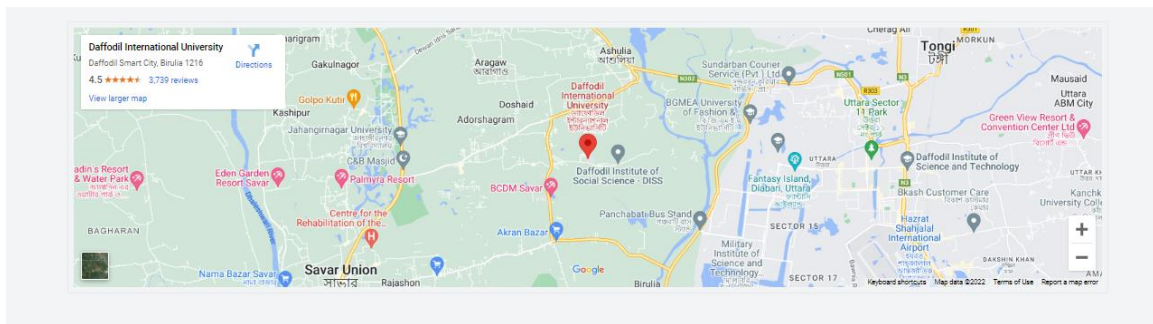 Daffodil International University
Daffodil Smart City, Birulia 1216
4.5
3,739 reviews
View larger map
Directions
Gakulnagor
Aragaw
আরাগাঁও
Ashulia
আশুলিয়া
Cherag Ali
MORKUN
Tongi
টঙ্গী
Golpo Kutir
Kashipur
Doshaid
Adorshagram
Daffodil
International
University
Sundarban Courier
Service (Pvt.) Ltd
N302
N501
R303
Mausaid
Uttara
ABM City
BGMEA University
of Fashion &
Uttara Sector
11 Park
Green View Resort &
Convention Center Ltd
Jahangirnagar University
C&B Masjid
Eden Garden
Resort Savar
Palmyra Resort
BCDM Savar
Daffodil Institute of
Social Science - DISS
UTTARA
Fantasy Island,
Diabari, Uttara
Daffodil Institute of
Science and Technology
N3
Bkash Customer Care
Centre for the
Rehabilitation of the...
Panchabati Bus Stand
SECTOR 15
BAGHARAN
Akran Bazar
Hazrat
Shahjalal
International
Airport
Military
Institute of
Science and
Technology...
DAKSHIN KHAN
Nama Bazar Savar
Savar Union
Rajashon
Google
Birulia
SECTOR 17
Keyboard shortcuts
Map data ©2022
Terms of Use
Report a map error